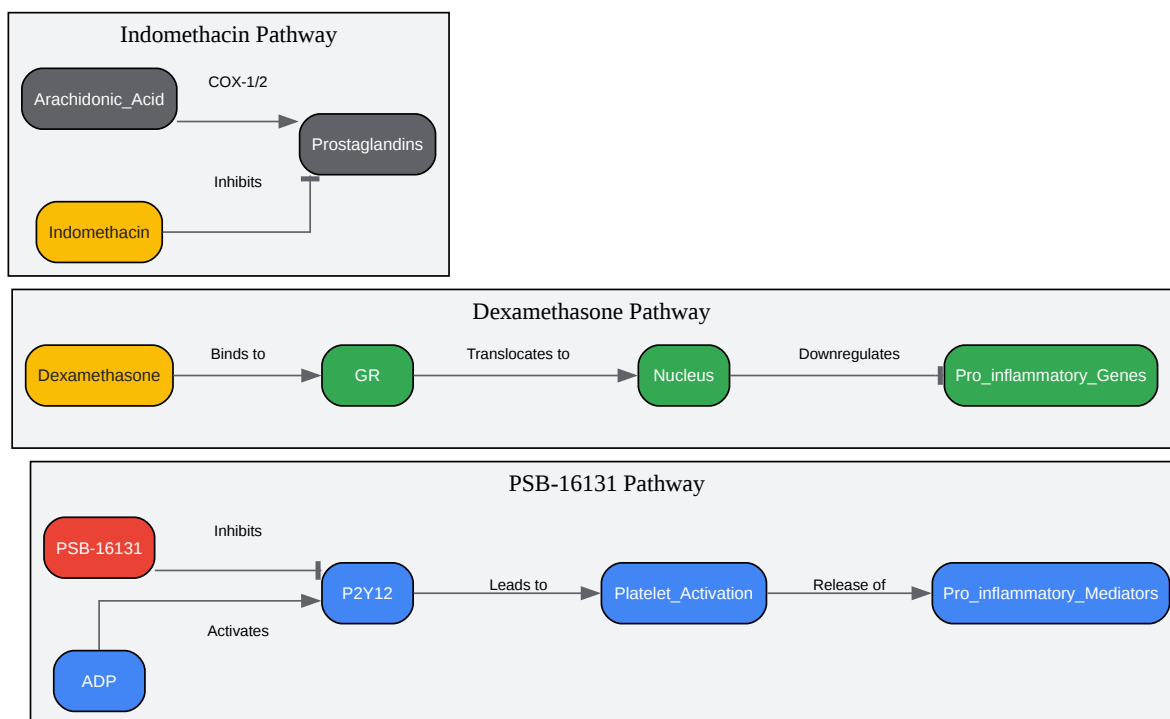 Indomethacin Pathway
Arachidonic_Acid
COX-1/2
Prostaglandins
Inhibits
Indomethacin
Dexamethasone Pathway
Dexamethasone
Binds to
GR
Translocates to
Nucleus
Downregulates
Pro_inflammatory_Genes
PSB-16131 Pathway
PSB-16131
Inhibits
P2Y12
Leads to
Platelet_Activation
Release of
Pro_inflammatory_Mediators
Activates
ADP